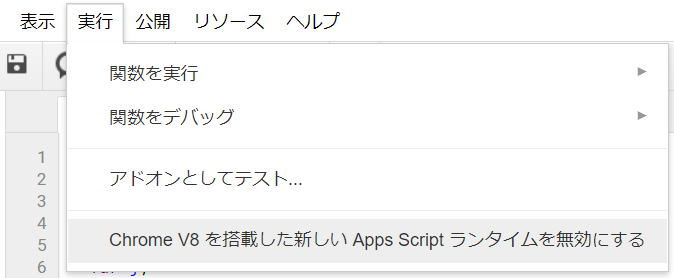 表示 実行 公開 リソース ヘルプ
関数を実行
関数をデバッグ
アドオンとしてテスト...
Chrome V8 を搭載した新しい Apps Script ランタイムを無効にする
1
2
3
4
5
6